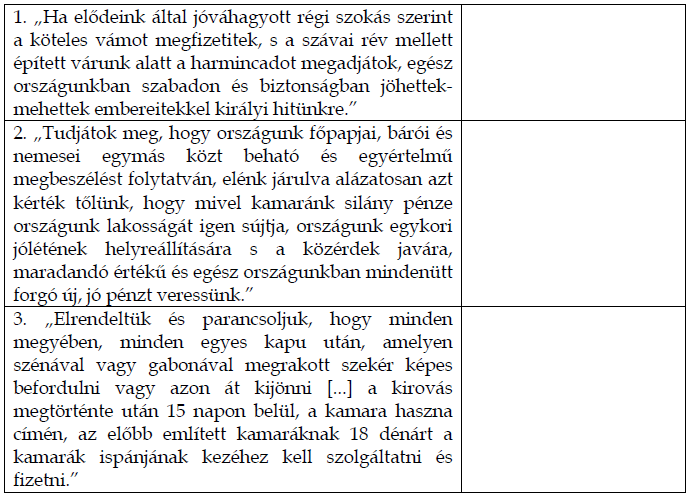 1. „Ha elődeink által jóváhagyott régi szokás szerint
a köteles vámot megfizetitek, s a szávai rév mellett
épített várunk alatt a harmincadot megadjátok, egész
országunkban szabadon és biztonságban jöhettek-
mehettek embereitekkel királyi hitünkre.”
2. „Tudjátok meg, hogy országunk főpapjai, bárói és
nemesei egymás közt beható és egyértelmű
megbeszélést folytatván, elénk járulva alázatosan azt
kérték tőlünk, hogy mivel kamaránk silány pénze
országunk lakosságát igen sújtja, országunk egykori
jólétének helyreállítására s a közérdek javára,
maradandó értékű és egész országunkban mindenütt
forgó új, jó pénzt veressünk.”
3. „Elrendeltük és parancsoljuk, hogy minden
megyében, minden egyes kapu után, amelyen
szénával vagy gabonával megrakott szekér képes
befordulni vagy azon át kijönni [...] a kirovás
megtörténte után 15 napon belül, a kamara haszna
címén, az előbb említett kamaráknak 18 dénárt a
kamarák ispánjának kezéhez kell szolgáltatni és
fizetni.”